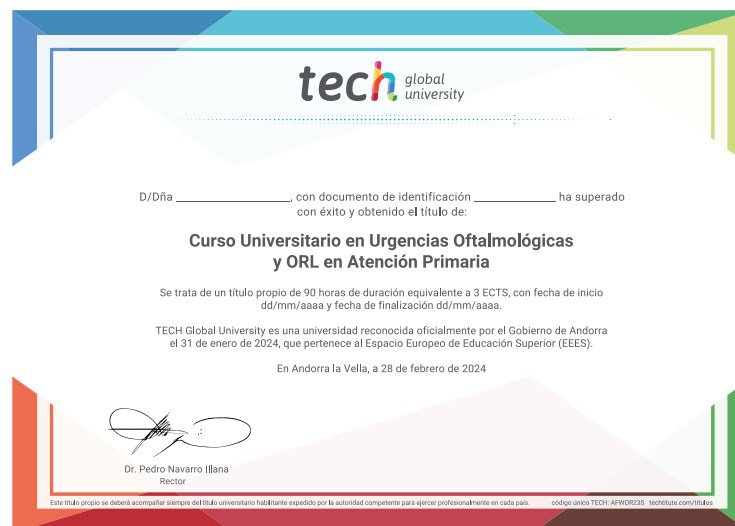 tech global university
D/Dña ______________, con documento de identificación __________ ha superado
con éxito y obtenido el título de:
Curso Universitario en Urgencias Oftalmológicas
y ORL en Atención Primaria
Se trata de un título propio de 90 horas de duración equivalente a 3 ECTS, con fecha de inicio
dd/mm/aaaa y fecha de finalización dd/mm/aaaa.
TECH Global University es una universidad reconocida oficialmente por el Gobierno de Andorra
el 31 de enero de 2024, que pertenece al Espacio Europeo de Educación Superior (EEES).
En Andorra la Vella, a 28 de febrero de 2024
Dr. Pedro Navarro Illana
Rector
Este título propio se deberá acompañar siempre del título universitario habilitante expedido por la autoridad competente para ejercer profesionalmente en cada país. código único TECH: AFWOR23S techtitute.com/titulos